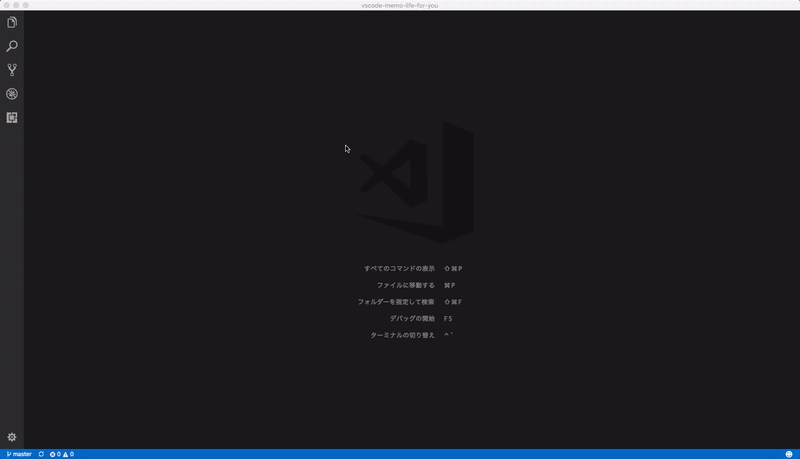 vscode-memo-life-for-you
すべてのコマンドの表示 ⇧⌘P
ファイルに移動する ⌘P
フォルダーを指定して検索 ⇧⌘F
デバッグの開始 F5
ターミナルの切り替え ^`
master 0 0